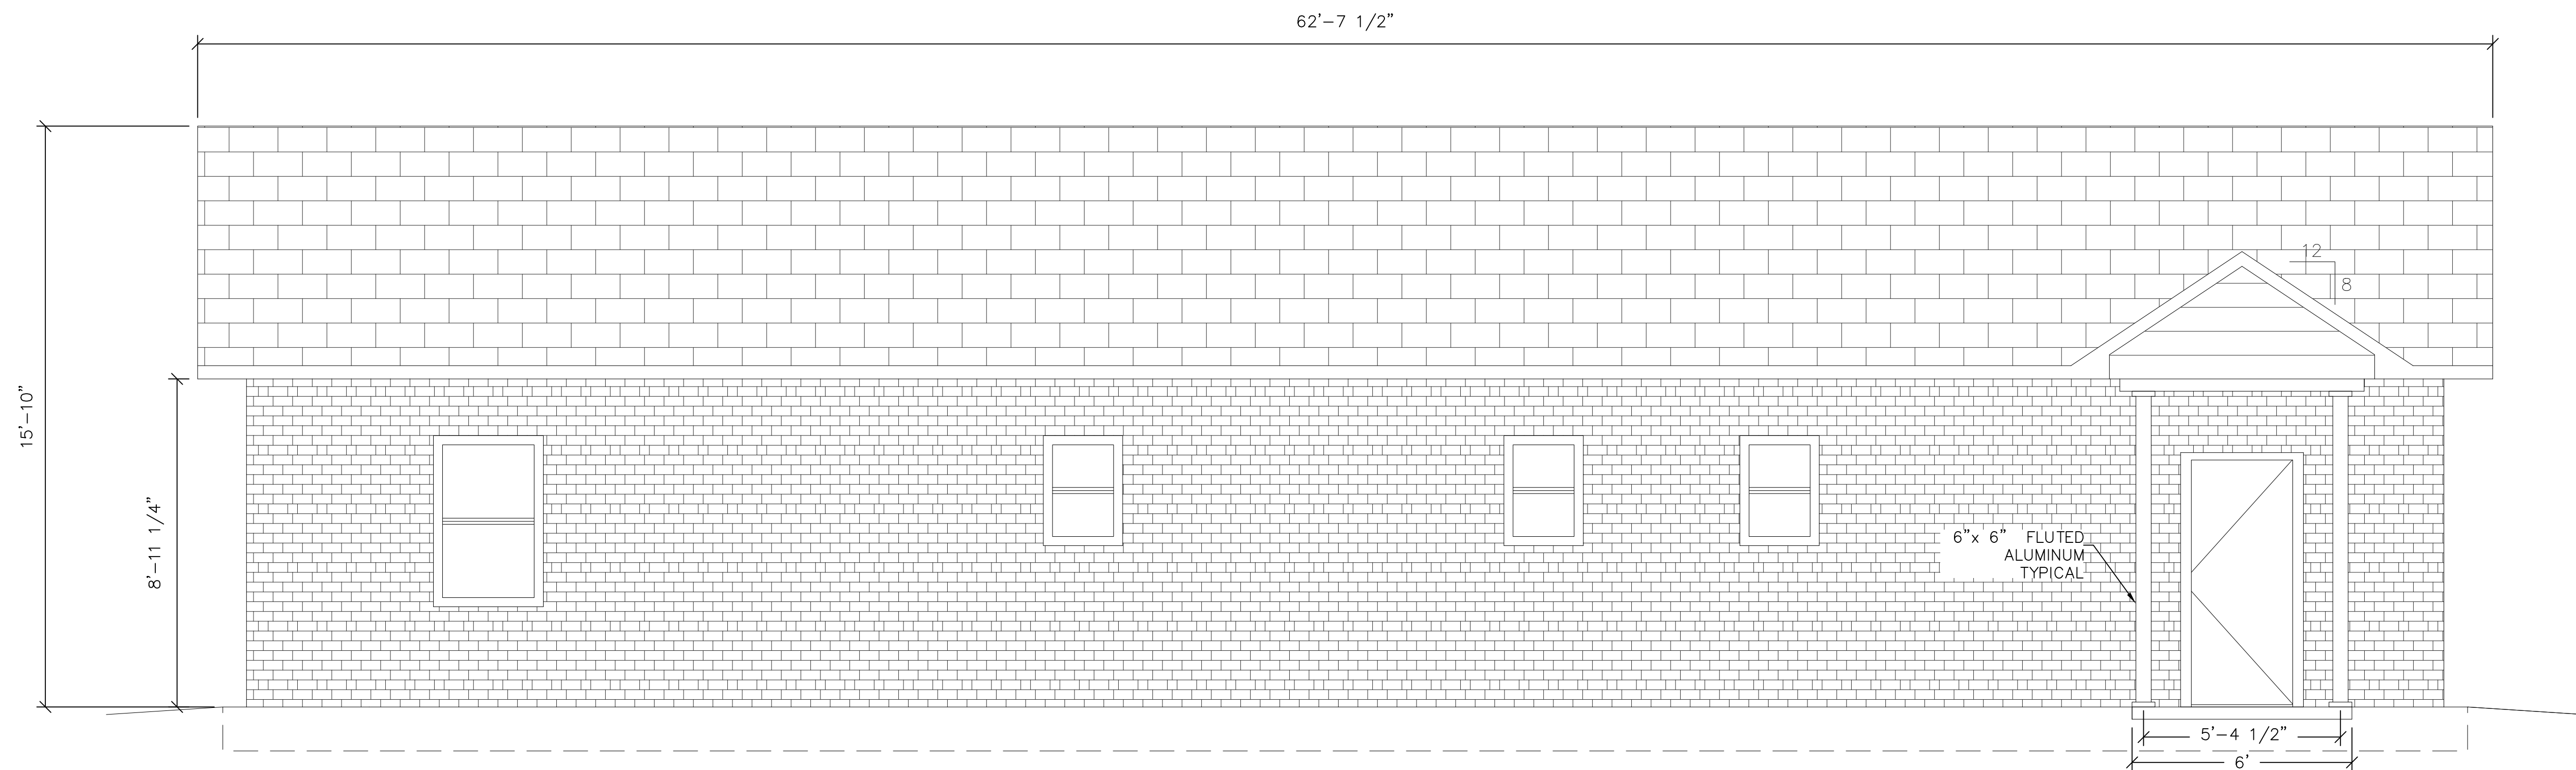 62'-7 1/2"
12
8
15'-10"
8'-11 1/4"
6"x 6" FLUTED
ALUMINUM
TYPICAL
5'-4 1/2"
6'